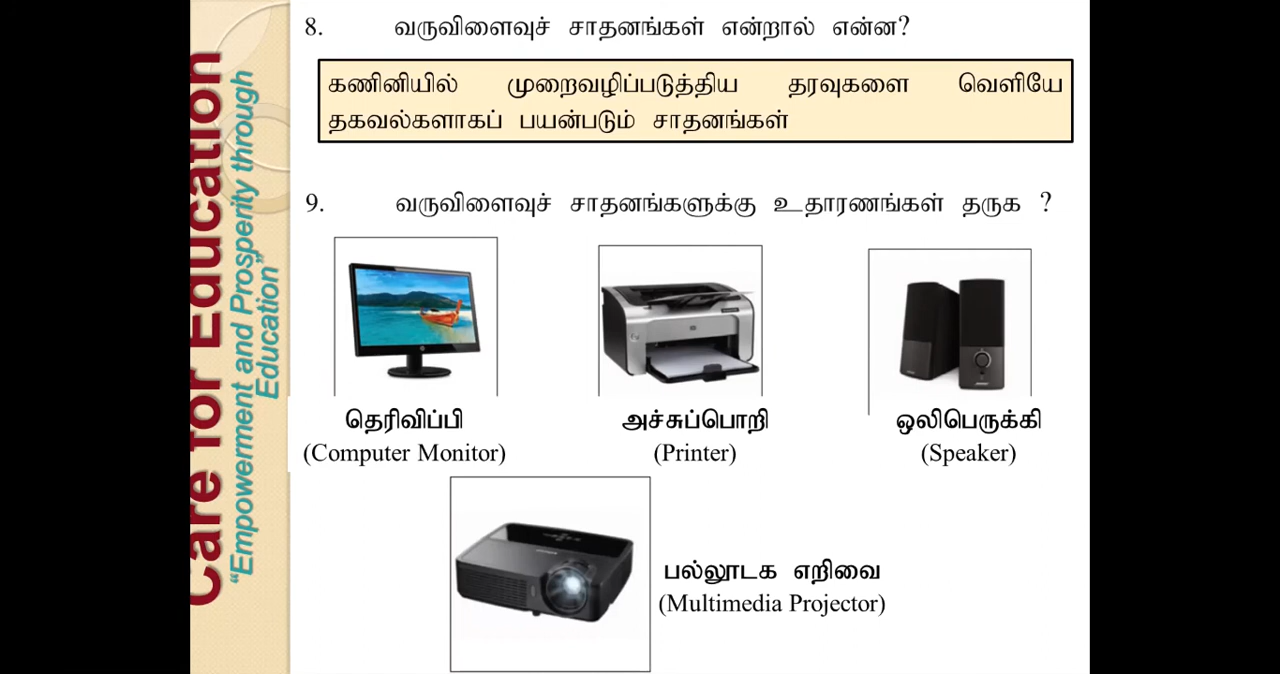 Care for Education
“Empowerment and Prosperity through
Education”
8. வருவிளைவுச் சாதனங்கள் என்றால் என்ன?
கணினியில் முறைவழிப்படுத்திய தரவுகளை வெளியே
தகவல்களாகப் பயன்படும் சாதனங்கள்
9. வருவிளைவுச் சாதனங்களுக்கு உதாரணங்கள் தருக ?
தெரிவிப்பி
(Computer Monitor)
அச்சுப்பொறி
(Printer)
ஒலிபெருக்கி
(Speaker)
பல்லூடக எறிவை
(Multimedia Projector)